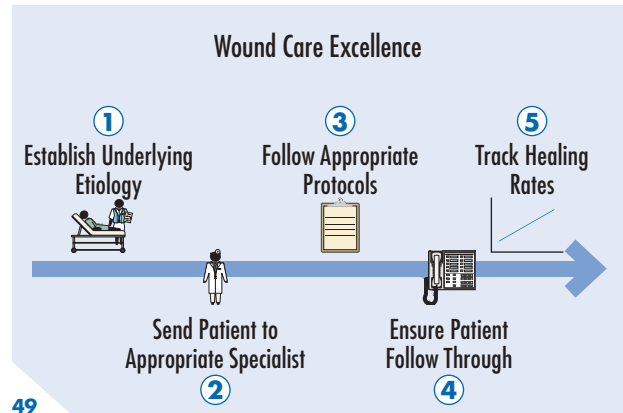 Wound Care Excellence
1
Establish Underlying
Etiology
3
Follow Appropriate
Protocols
5
Track Healing
Rates
Send Patient to
Appropriate Specialist
2
Ensure Patient
Follow Through
4
49